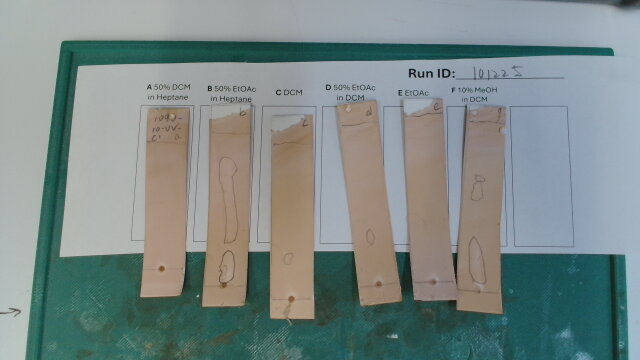 Run ID: 101225
A 50% DCM
in Heptane
B 50% EtOAc
in Heptane
C DCM
D 50% EtOAc
in DCM
E EtOAc
F 10% MeOH
in DCM
b
c
d
e
f